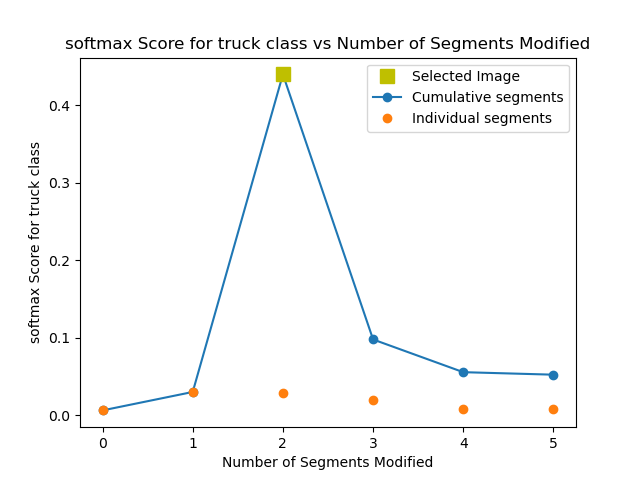 softmax Score for truck class vs Number of Segments Modified
Selected Image
Cumulative segments
Individual segments
softmax Score for truck class
0.4
0.3
0.2
0.1
0.0
0 1 2 3 4 5
Number of Segments Modified